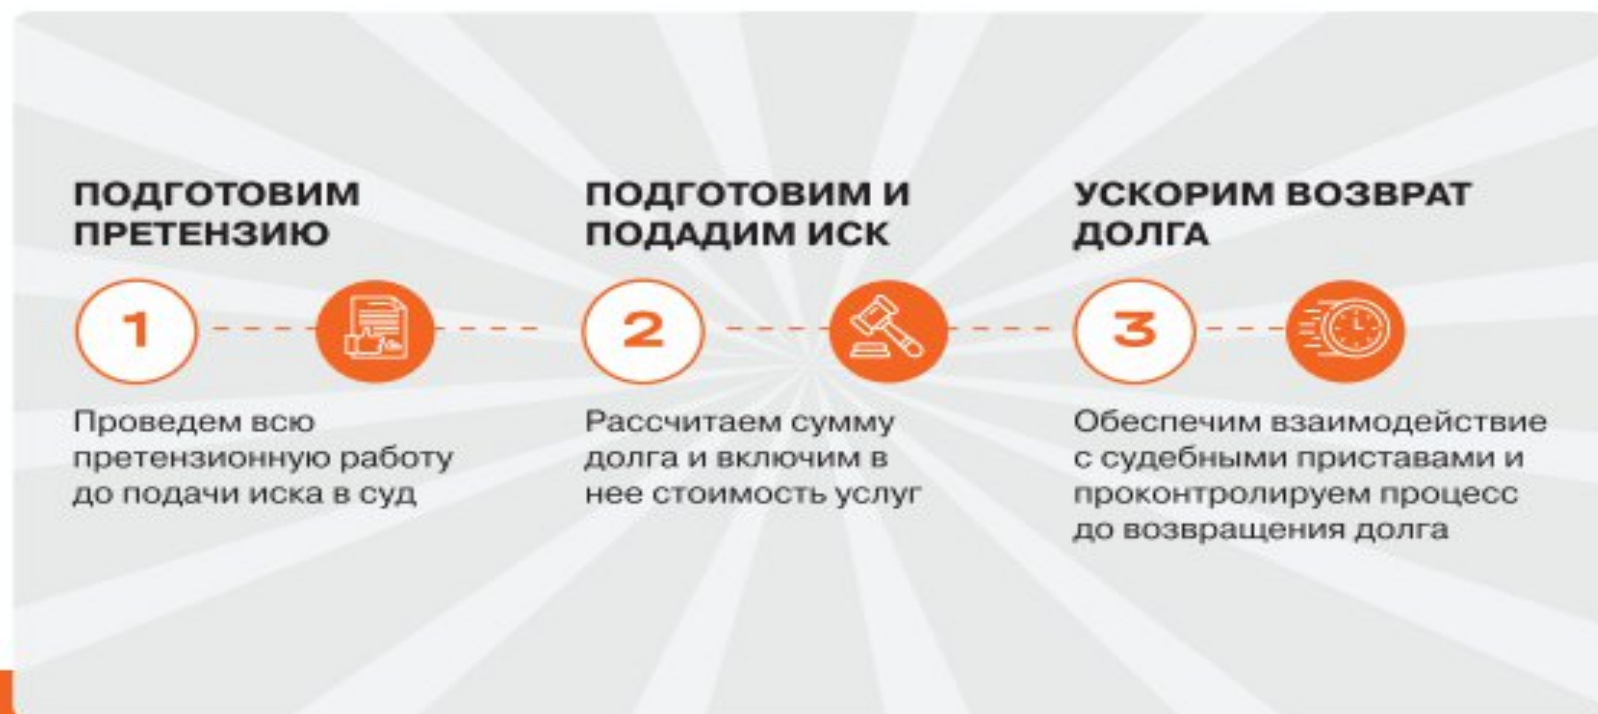 ПОДГОТОВИМ
ПРЕТЕНЗИЮ
1
Проведем всю
претензионную работу
до подачи иска в суд
ПОДГОТОВИМ И
ПОДАДИМ ИСК
2
Рассчитаем сумму
долга и включим в
нее стоимость услуг
УСКОРИМ ВОЗВРАТ
ДОЛГА
3
Обеспечим взаимодействие
с судебными приставами и
проконтролируем процесс
до возвращения долга